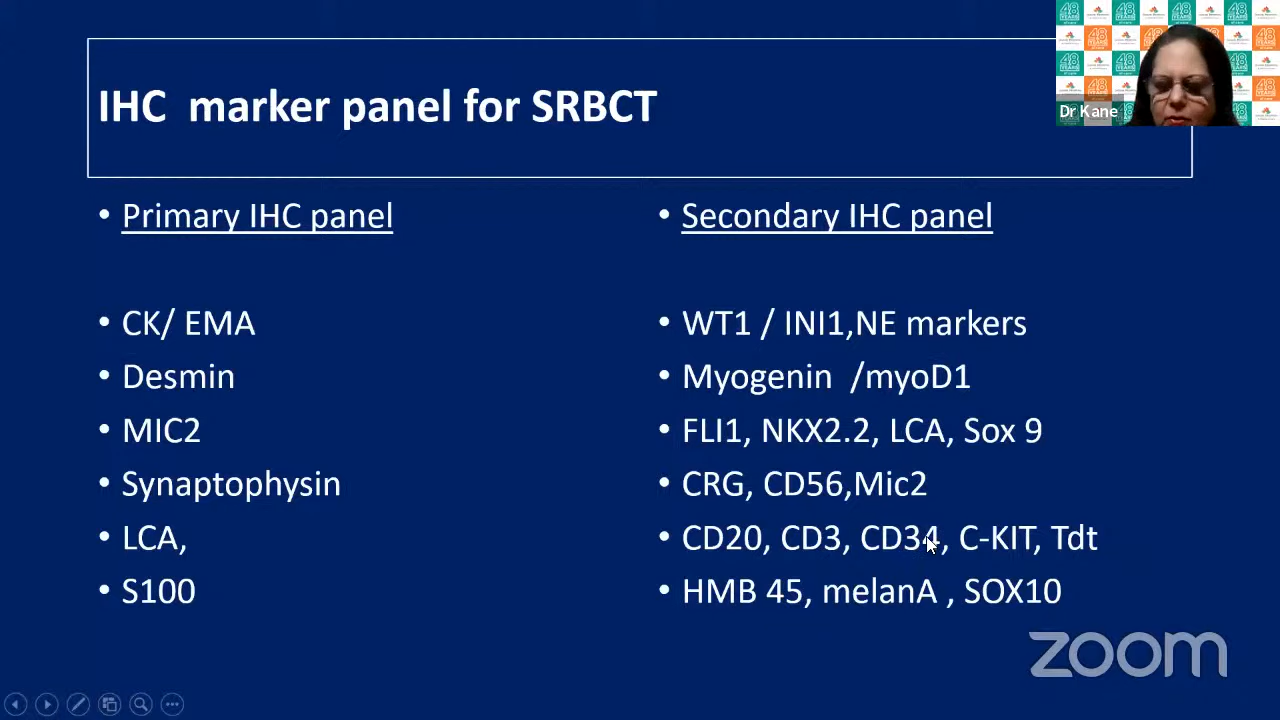 IHC marker panel for SRBCT
Dr Kane
• Primary IHC panel
• CK/ EMA
• Desmin
• MIC2
• Synaptophysin
• LCA,
• S100
• Secondary IHC panel
• WT1 / INI1,NE markers
• Myogenin /myoD1
• FLI1, NKX2.2, LCA, Sox 9
• CRG, CD56,Mic2
• CD20, CD3, CD34, C-KIT, Tdt
• HMB 45, melanA , SOX10
zoom
48
YEARS